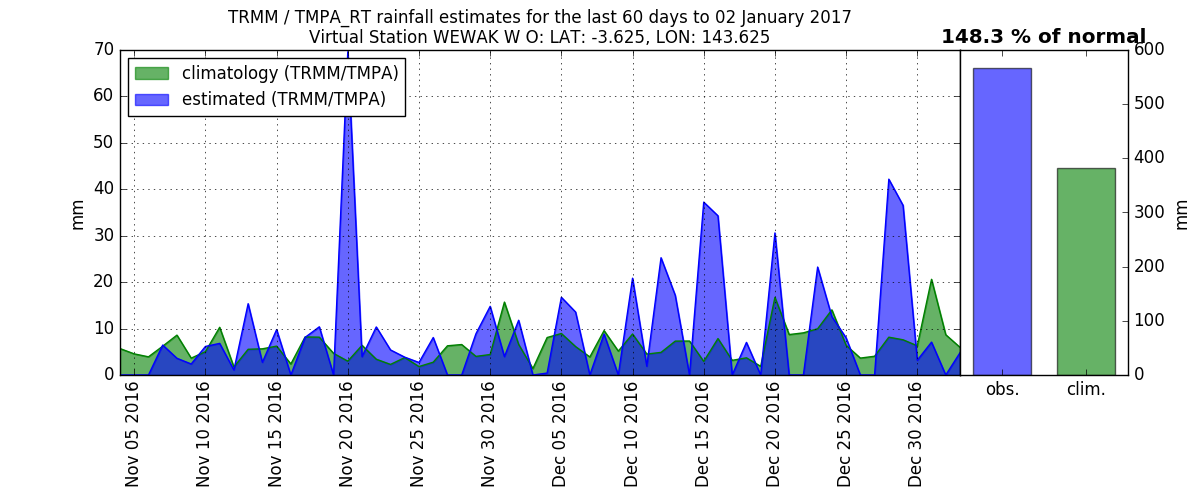 TRMM / TMPA_RT rainfall estimates for the last 60 days to 02 January 2017
Virtual Station WEWAK W O: LAT: -3.625, LON: 143.625
148.3 % of normal
climatology (TRMM/TMPA)
estimated (TRMM/TMPA)
mm
70
60
50
40
30
20
10
0
Nov 05 2016
Nov 10 2016
Nov 15 2016
Nov 20 2016
Nov 25 2016
Nov 30 2016
Dec 05 2016
Dec 10 2016
Dec 15 2016
Dec 20 2016
Dec 25 2016
Dec 30 2016
obs.
clim.
600
500
400
300
200
100
0
mm